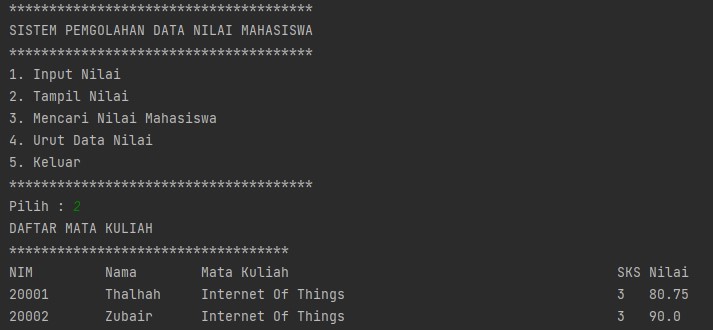 **************************************
SISTEM PEMGOLAHAN DATA NILAI MAHASISWA
**************************************
1. Input Nilai
2. Tampil Nilai
3. Mencari Nilai Mahasiswa
4. Urut Data Nilai
5. Keluar
**************************************
Pilih : 2
DAFTAR MATA KULIAH
***********************************
NIM         Nama        Mata Kuliah                                         SKS Nilai
20001       Thalhah     Internet Of Things                                  3   80.75
20002       Zubair      Internet Of Things                                  3   90.0